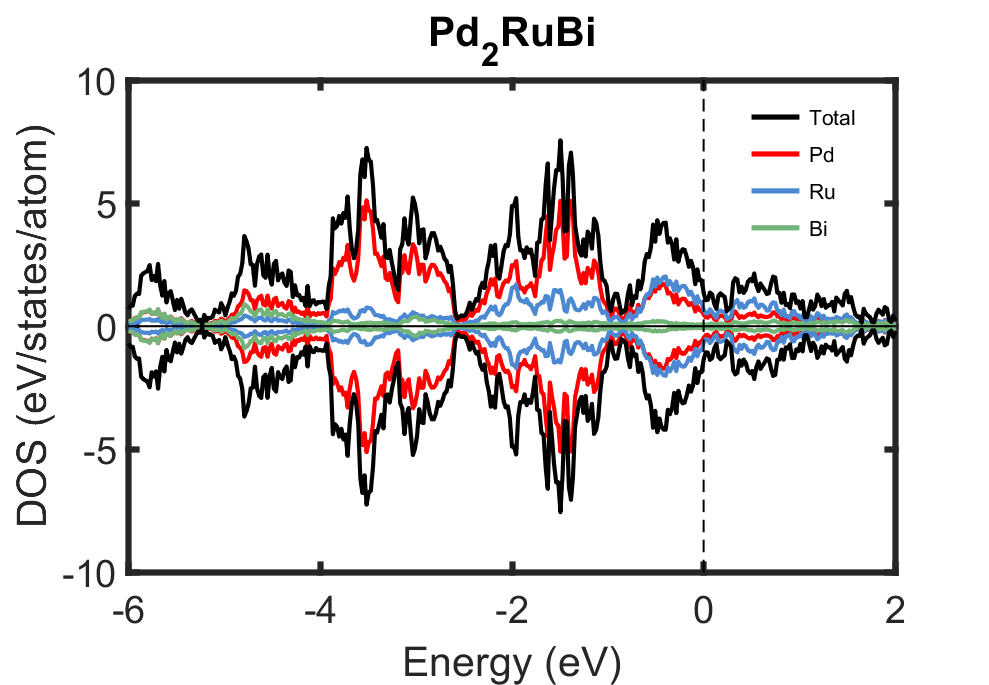 Pd₂RuBi
10
5
0
-5
-10
DOS (eV/states/atom)
Total
Pd
Ru
Bi
-6 -4 -2 0 2
Energy (eV)